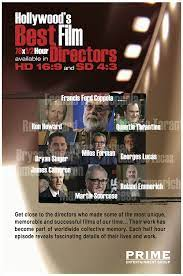 Hollywood's
Best Film
Directors
78x1/2Hour
available in
HD 16:9 and SD 4:3
Francis Ford Coppola
Ron Howard
Quentin Tarantino
Bryan Singer
Milos Forman
Georges Lucas
James Cameron
Roland Emmerich
Martin Scorcese
Get close to the directors who made some of the most unique,
memorable and successful films of our time... Their work has
become part of worldwide collective memory. Each half hour
episode reveals fascinating details of their lives and work.
PRIME
ENTERTAINMENT GROUP